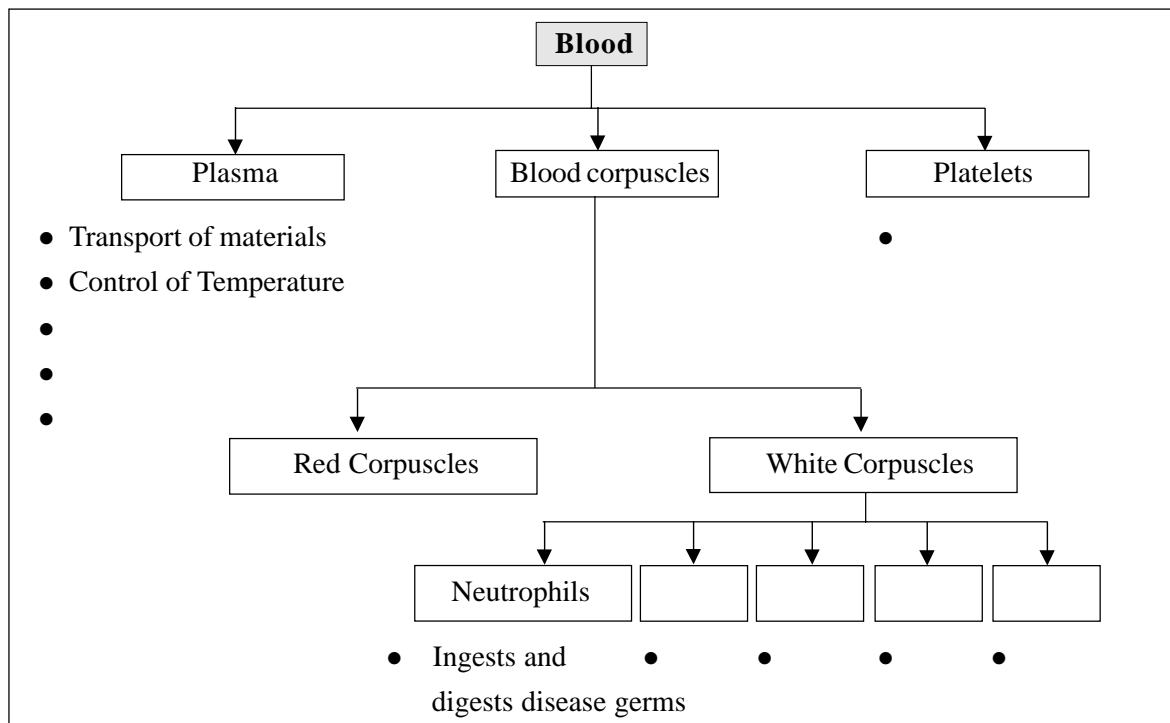 Blood
Plasma
Blood corpuscles
Platelets
● Transport of materials
●
● Control of Temperature
●
●
●
Red Corpuscles
White Corpuscles
Neutrophils
● Ingests and
digests disease germs
●
●
●
●